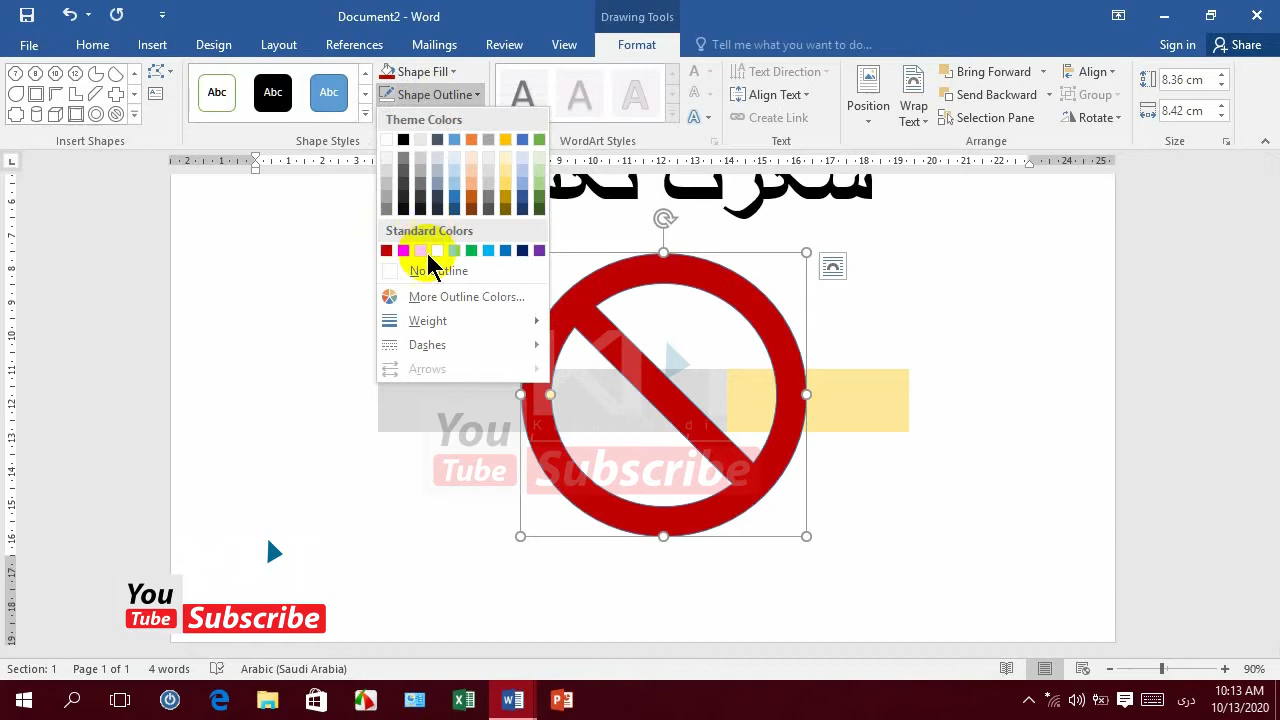 Document2 - Word
Drawing Tools
File
Home
Insert
Design
Layout
References
Mailings
Review
View
Format
Tell me what you want to do...
Sign in
Share
Abc
Abc
Abc
Shape Fill
Shape Outline
A
A
A
A
A
A
Text Direction
Align Text
Create Link
Position
Wrap
Text
Bring Forward
Send Backward
Selection Pane
Align
Rotate
8.36 cm
8.42 cm
Insert Shapes
Shape Styles
WordArt Styles
Text
Arrange
Size
Theme Colors
Standard Colors
No Outline
More Outline Colors...
Weight
Dashes
Arrows
You
Tube
Subscribe
You
Tube
Subscribe
Section: 1
Page 1 of 1
4 words
Arabic (Saudi Arabia)
90%
دری
10:13 AM
10/13/2020